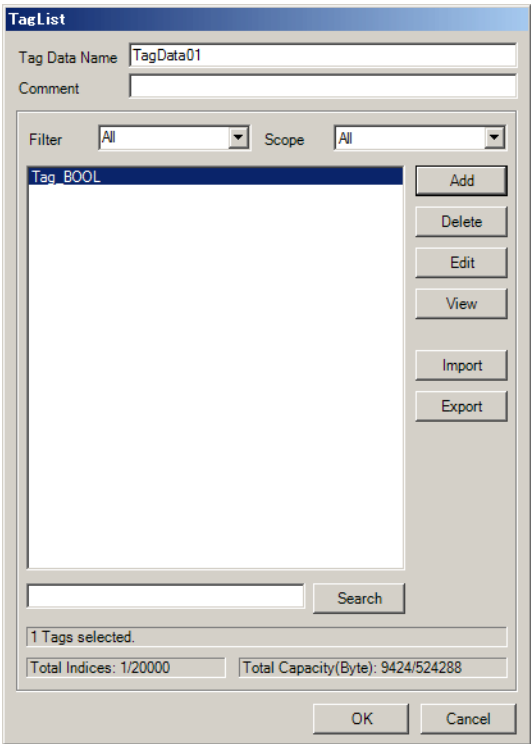 TagList
Tag Data Name TagData01
Comment
Filter All Scope All
Tag_BOOL
Add
Delete
Edit
View
Import
Export
Search
1 Tags selected.
Total Indices: 1/20000 Total Capacity(Byte): 9424/524288
OK Cancel